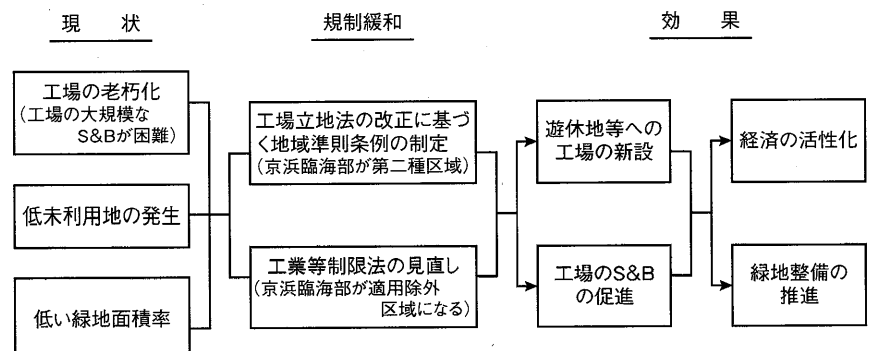 現　状
規制緩和
効　果
工場の老朽化
(工場の大規模な
S&Bが困難)
低未利用地の発生
低い緑地面積率
工場立地法の改正に基づ
く地域準則条例の制定
(京浜臨海部が第二種区域)
工業等制限法の見直し
(京浜臨海部が適用除外
区域になる)
遊休地等への
工場の新設
工場のS&B
の促進
経済の活性化
緑地整備の
推進